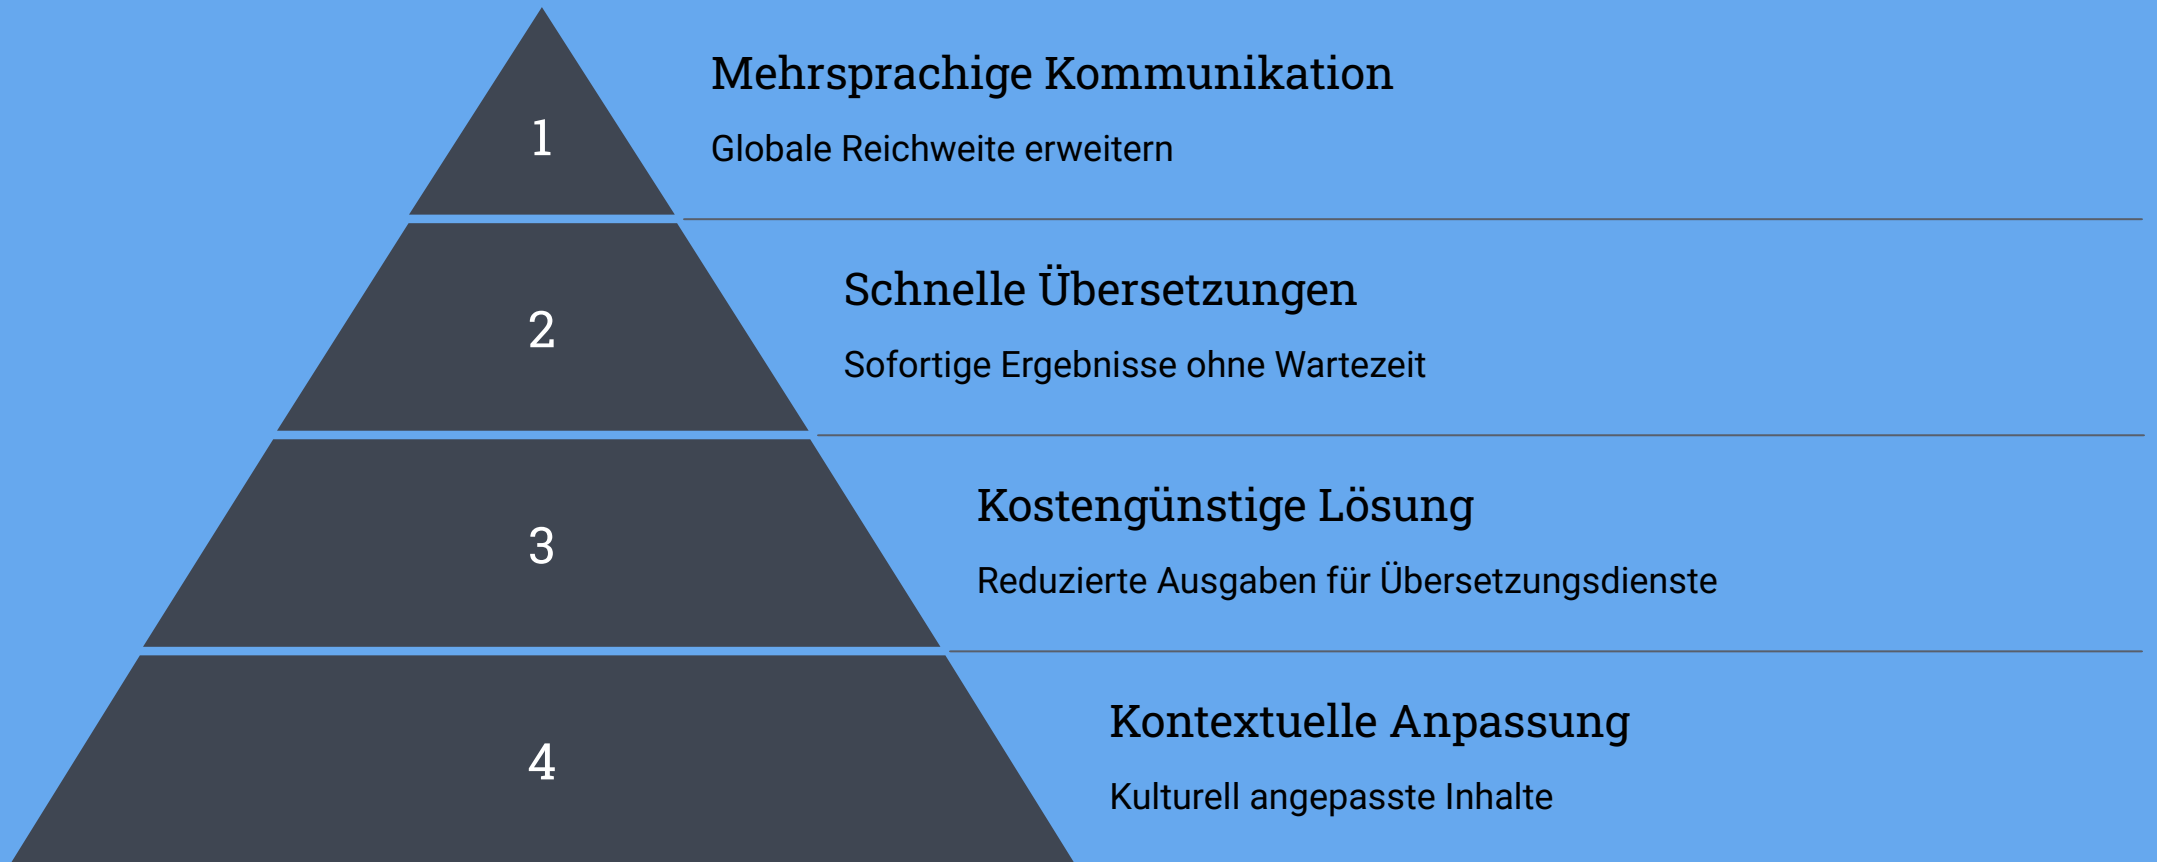 1
Mehrsprachige Kommunikation
Globale Reichweite erweitern
2
Schnelle Übersetzungen
Sofortige Ergebnisse ohne Wartezeit
3
Kostengünstige Lösung
Reduzierte Ausgaben für Übersetzungsdienste
4
Kontextuelle Anpassung
Kulturell angepasste Inhalte